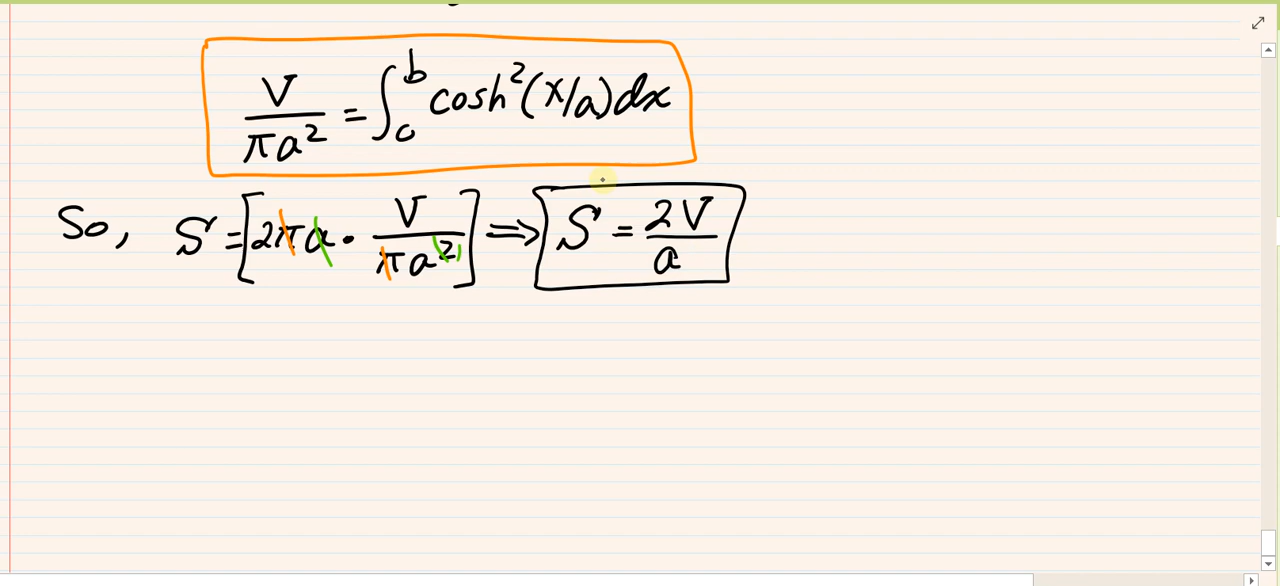 V/πa² = ∫₀ᵇ cosh²(x/a)dx
So, S = [2πa · V/πa²] ⟹ S = 2V/a